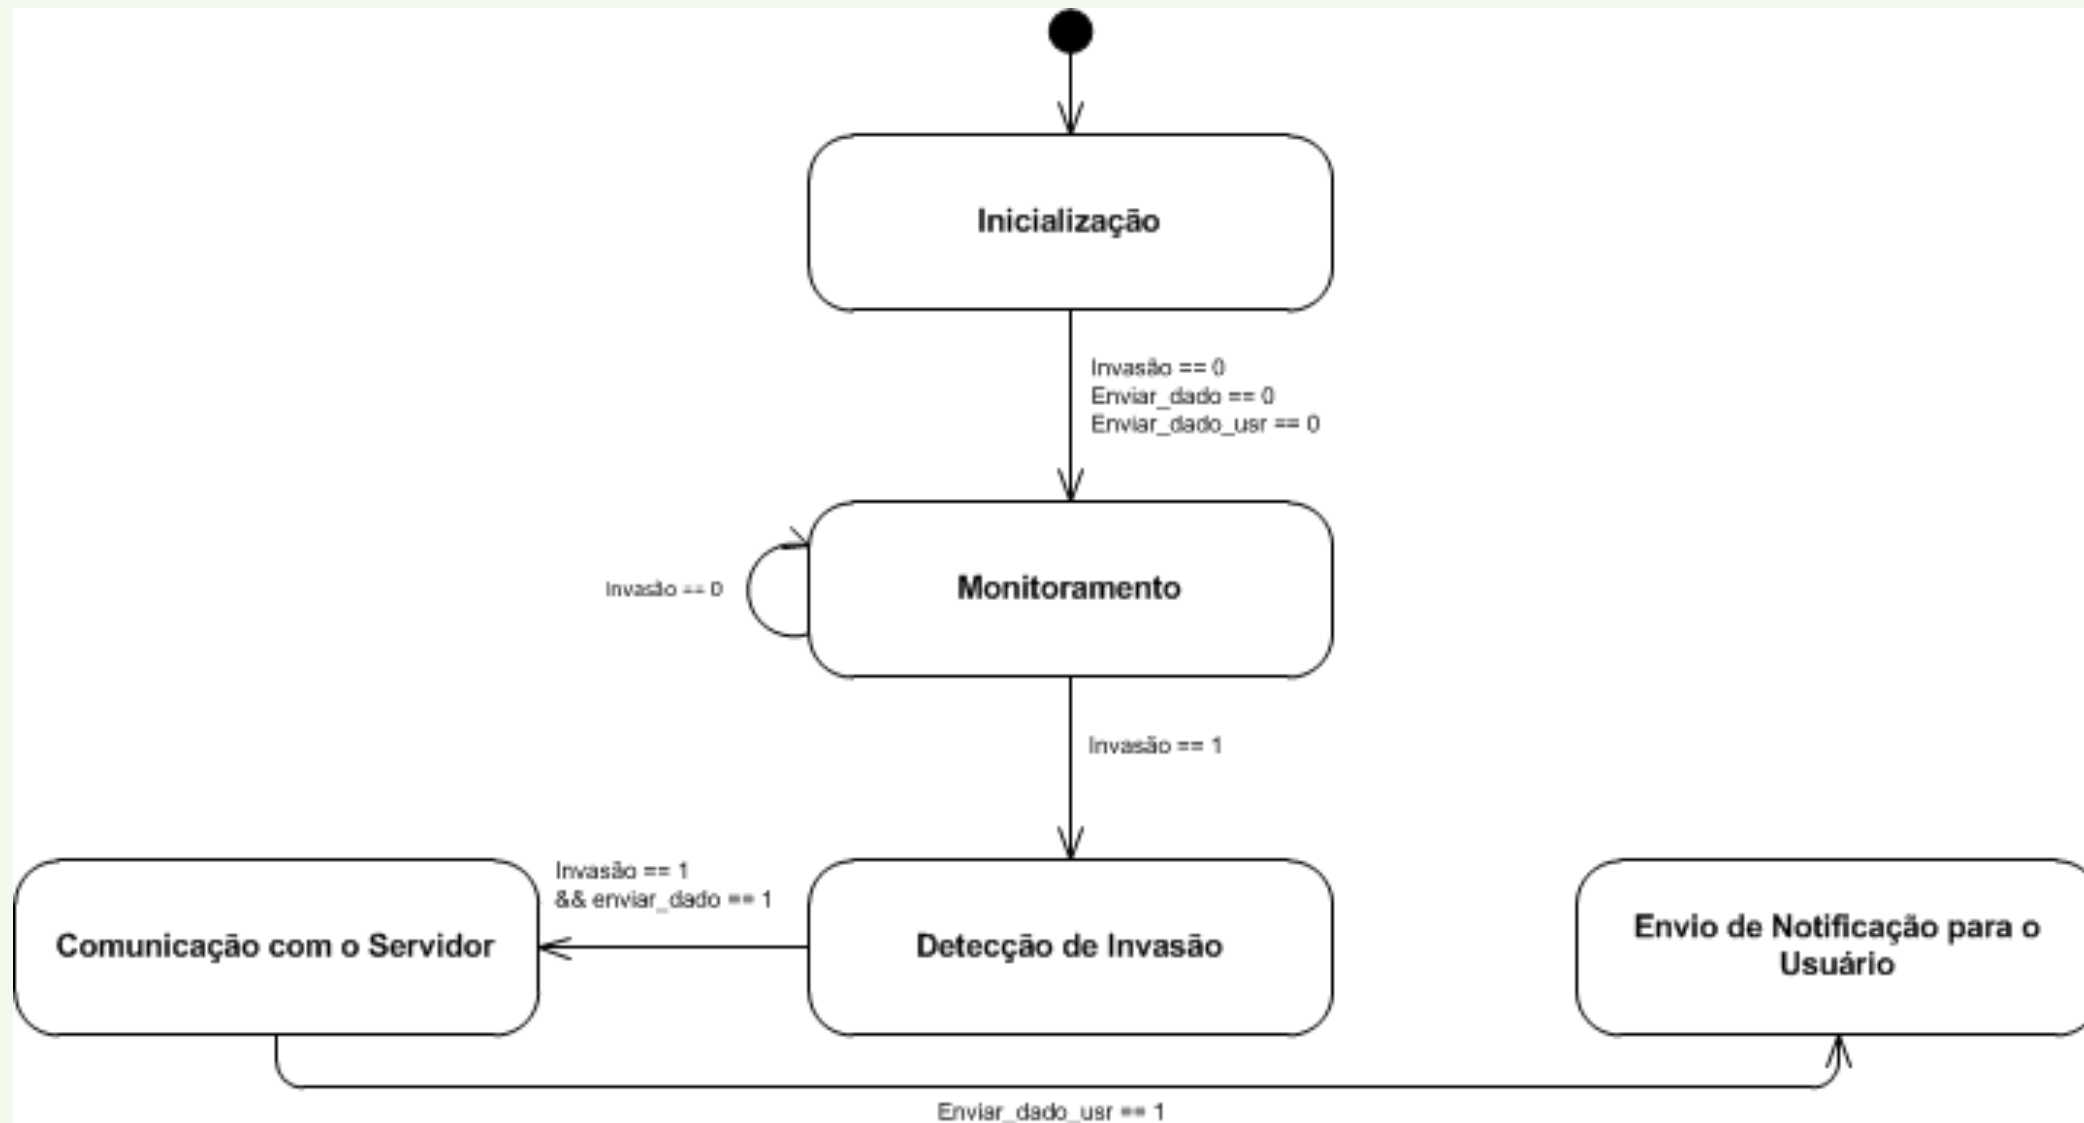 Inicialização
Invasão == 0
Enviar_dado == 0
Enviar_dado_usr == 0
Invasão == 0
Monitoramento
Invasão == 1
Invasão == 1
&& enviar_dado == 1
Comunicação com o Servidor
Detecção de Invasão
Envio de Notificação para o
Usuário
Enviar_dado_usr == 1